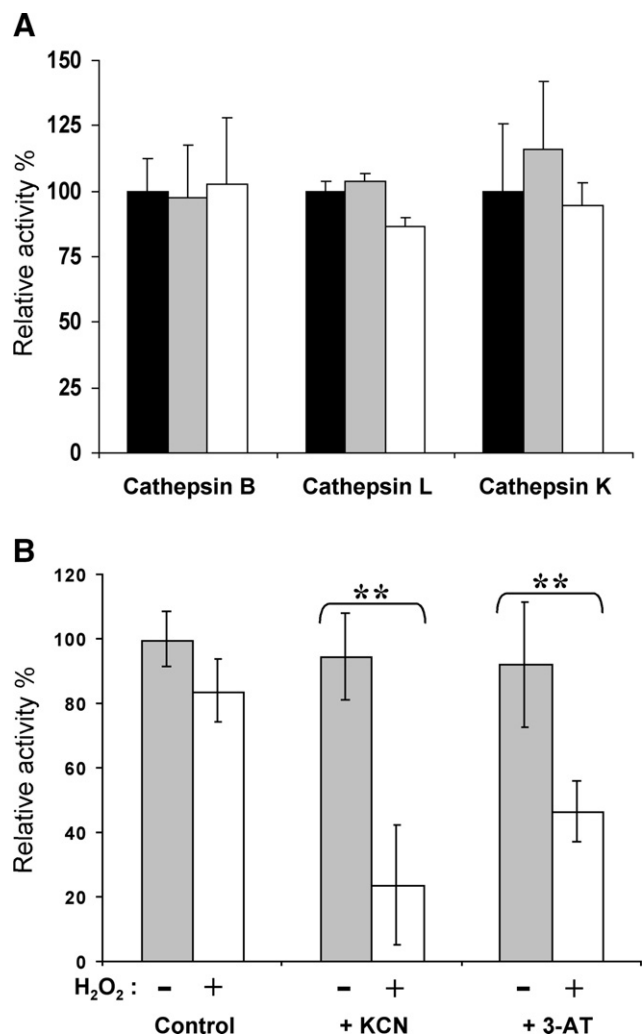 A
Relative activity %
150
125
100
75
50
25
0
Cathepsin B Cathepsin L Cathepsin K
B
Relative activity %
120
100
80
60
40
20
0
** **
H₂O₂ : - + - + - +
Control + KCN + 3-AT